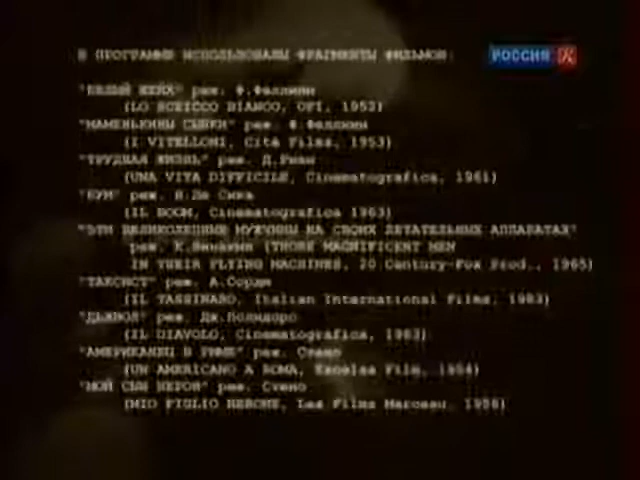 В ПРОГРАММЕ ИСПОЛЬЗОВАНЫ ФРАГМЕНТЫ ФИЛЬМОВ:
РОССИЯ К
"БЕЛЫЙ ШЕЙХ" реж. Ф.Феллини
(LO SCEICCO BIANCO, OFI, 1952)
"МАМЕНЬКИНЫ СЫНКИ" реж. Ф.Феллини
(I VITELLONI, Cite Films, 1953)
"ТРУДНАЯ ЖИЗНЬ" реж. Д.Ризи
(UNA VITA DIFFICILE, Cinematografica, 1961)
"БУМ" реж. В.Де Сика
(IL BOOM, Cinematografica 1963)
"ЭТИ ВЕЛИКОЛЕПНЫЕ МУЖЧИНЫ НА СВОИХ ЛЕТАТЕЛЬНЫХ АППАРАТАХ"
реж. К.Эннакин (THOSE MAGNIFICENT MEN
IN THEIR FLYING MACHINES, 20 Century-Fox Prod., 1965)
"ТАКСИСТ" реж. А.Сорди
(IL TASSINARO, Italian International Films, 1983)
"ДЬЯВОЛ" реж. Дж.Полидоро
(IL DIAVOLO, Cinematografica, 1963)
"АМЕРИКАНЕЦ В РИМЕ" реж. Стено
(UN AMERICANO A ROMA, Excelsa Film, 1954)
"МОЙ СЫН НЕРОН" реж. Стено
(MIO FIGLIO NERONE, Les Films Marceau, 1956)